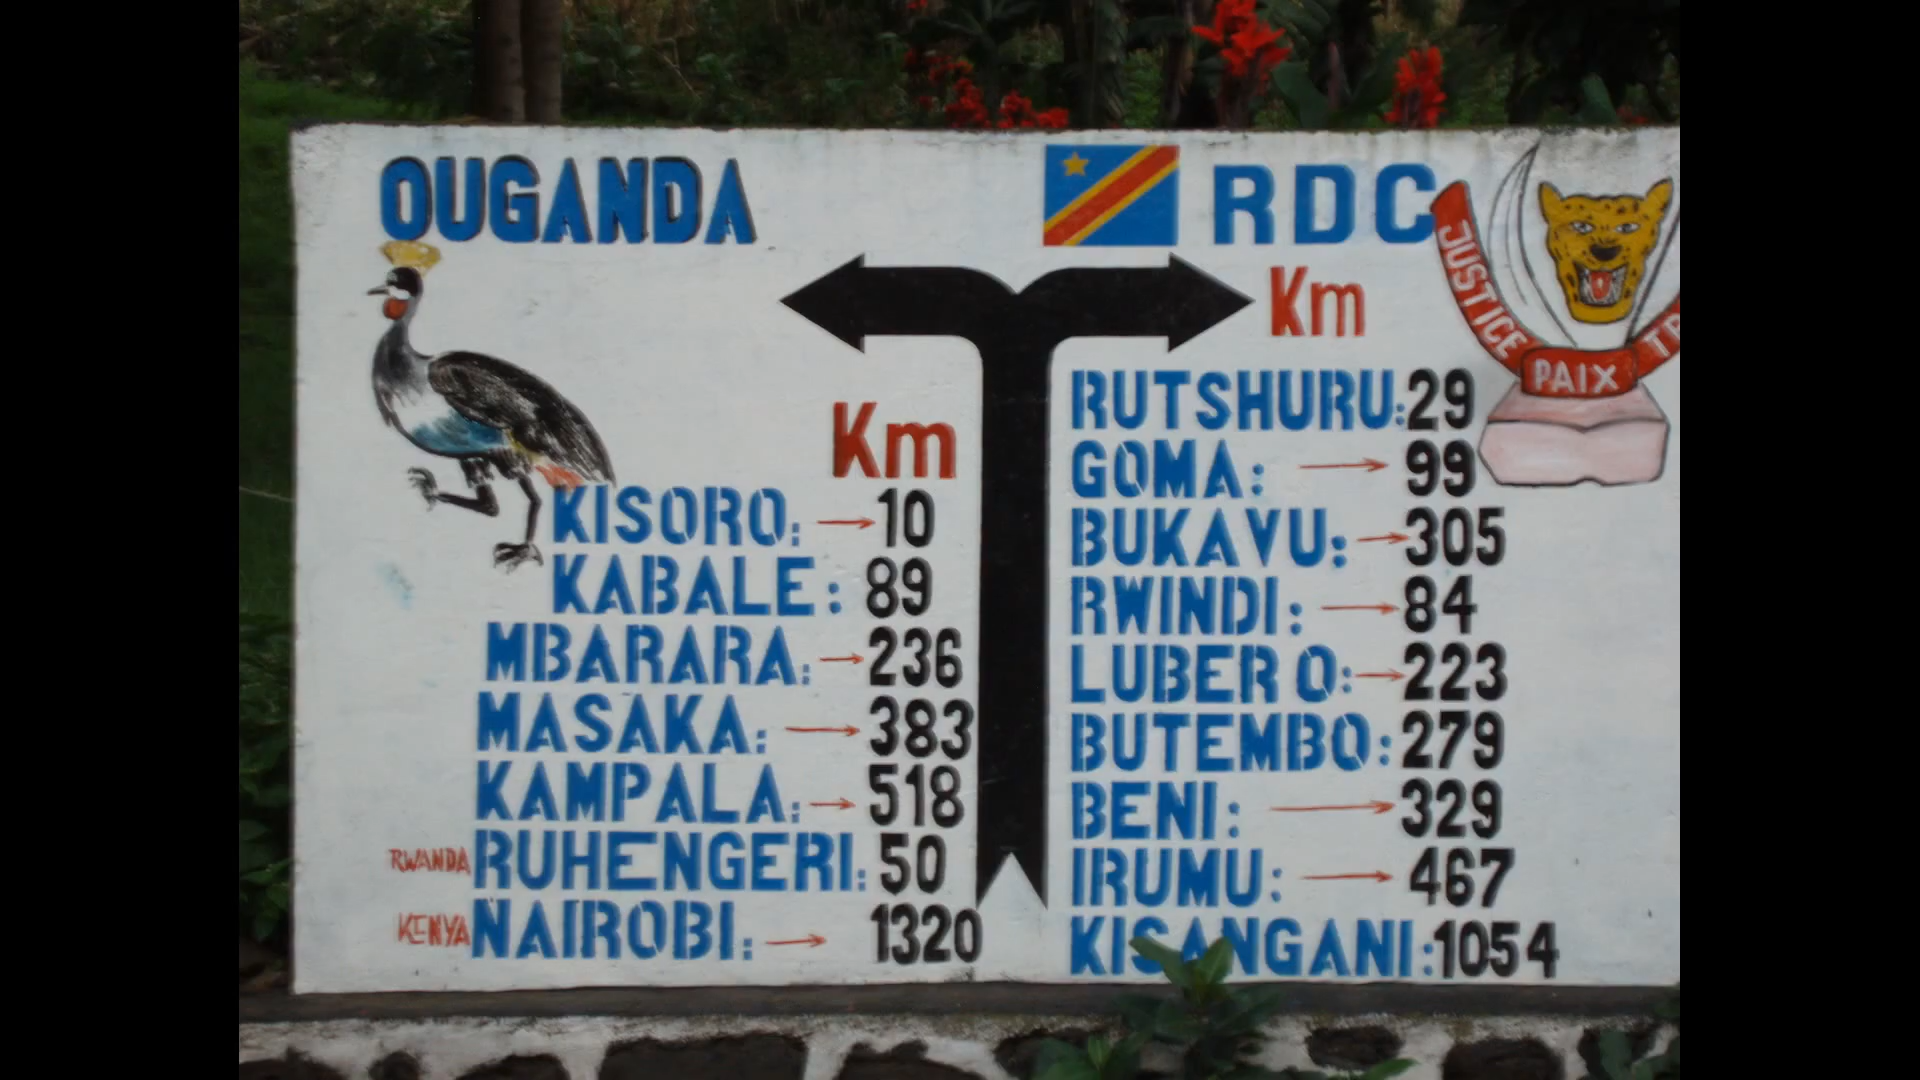 OUGANDA
Km
KISORO: 10
KABALE: 89
MBARARA: 236
MASAKA: 383
KAMPALA: 518
RWANDA RUHENGERI: 50
KENYA NAIROBI: 1320
RDC
Km
RUTSHURU: 29
GOMA: 99
BUKAVU: 305
RWINDI: 84
LUBERO: 223
BUTEMBO: 279
BENI: 329
IRUMU: 467
KISANGANI: 1054
JUSTICE
PAIX
TR